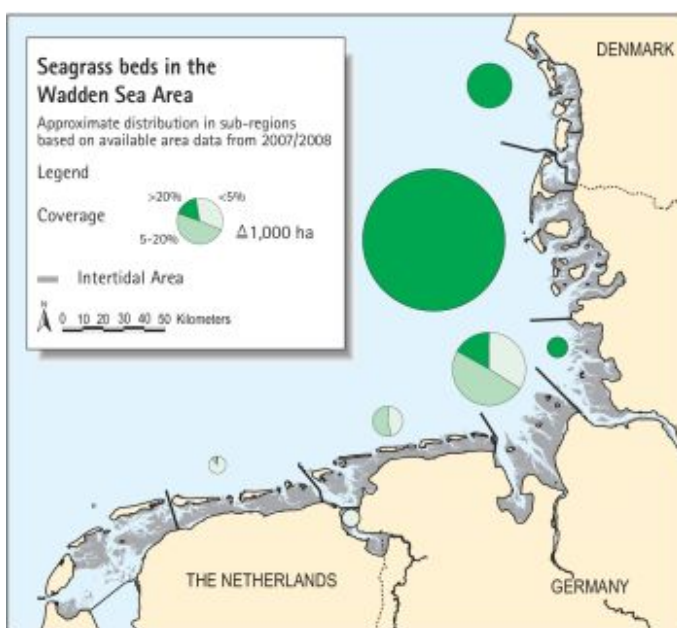 Seagrass beds in the
Wadden Sea Area
Approximate distribution in sub-regions
based on available area data from 2007/2008
Legend
>20%
<5%
Coverage
5-20%
Δ1,000 ha
Intertidal Area
N
0 10 20 30 40 50 Kilometers
DENMARK
THE NETHERLANDS
GERMANY